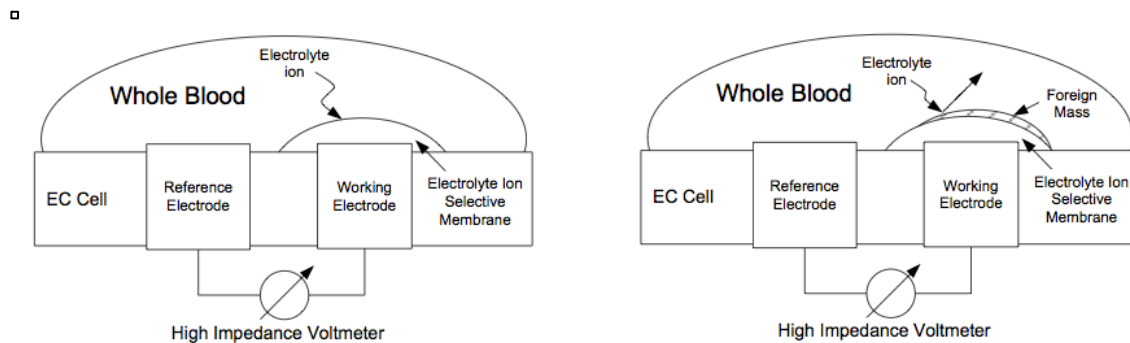 Electrolyte
ion
Whole Blood
EC Cell
Reference
Electrode
Working
Electrode
Electrolyte Ion
Selective
Membrane
High Impedance Voltmeter
Electrolyte
ion
Whole Blood
Foreign
Mass
EC Cell
Reference
Electrode
Working
Electrode
Electrolyte Ion
Selective
Membrane
High Impedance Voltmeter